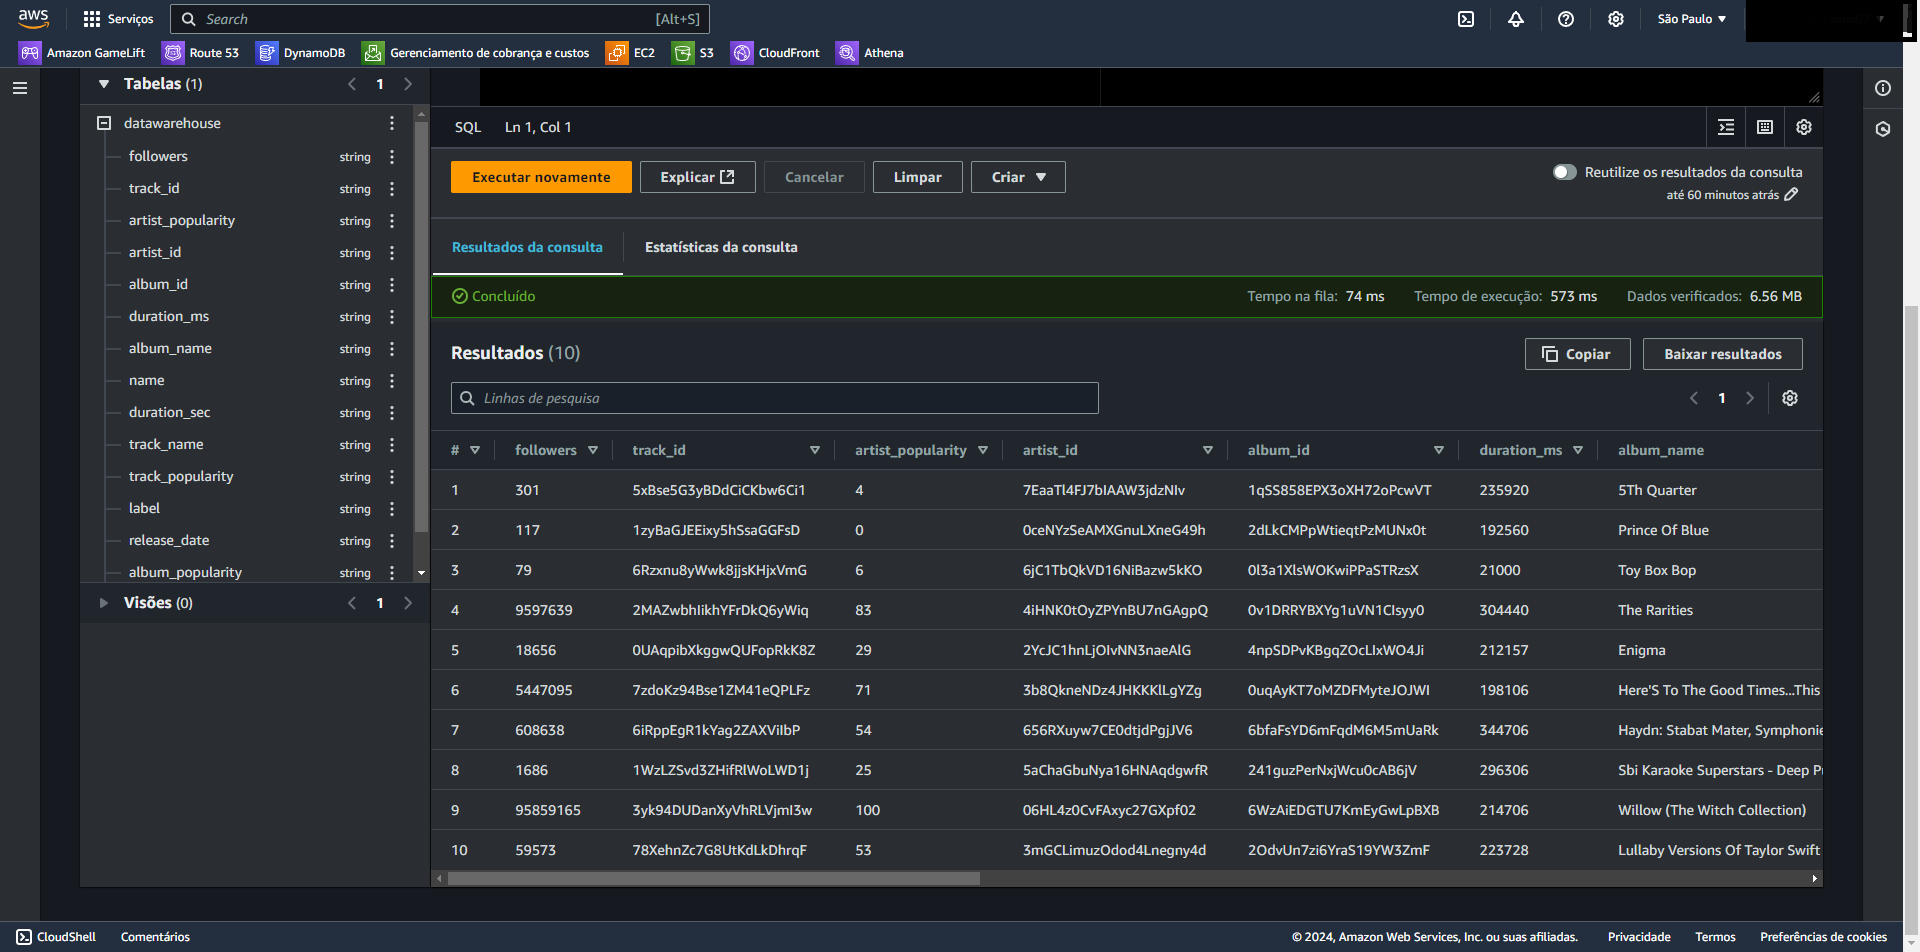 aws
Serviços
Search
[Alt+S]
São Paulo
Amazon GameLift
Route 53
DynamoDB
Gerenciamento de cobrança e custos
EC2
S3
CloudFront
Athena
Tabelas (1)
1
datawarehouse
followers string
track_id string
artist_popularity string
artist_id string
album_id string
duration_ms string
album_name string
name string
duration_sec string
track_name string
track_popularity string
label string
release_date string
album_popularity string
Visões (0)
1
SQL Ln 1, Col 1
Executar novamente
Explicar
Cancelar
Limpar
Criar
Reutilize os resultados da consulta
até 60 minutos atrás
Resultados da consulta
Estatísticas da consulta
Concluído
Tempo na fila: 74 ms
Tempo de execução: 573 ms
Dados verificados: 6.56 MB
Resultados (10)
Copiar
Baixar resultados
Linhas de pesquisa
1
# followers track_id artist_popularity artist_id album_id duration_ms album_name
1 301 5xBse5G3yBDdCiCKbw6Ci1 4 7EaaTl4FJ7bIAAW3jdzNIv 1qSS858EPX3oXH72oPcwVT 235920 5Th Quarter
2 117 1zyBaGJEEixy5hSsaGGFsD 0 0ceNYzSeAMXGnuLXneG49h 2dLkCMPpWtieqtPzMUNx0t 192560 Prince Of Blue
3 79 6Rzxnu8yWwk8jjsKHjxVmG 6 6jC1TbQkVD16NiBazw5kKO 0l3a1XlsWOKwiPPaSTRzsX 21000 Toy Box Bop
4 9597639 2MAZwbhIikhYFrDkQ6yWiq 83 4iHNK0tOyZPYnBU7nGAgpQ 0v1DRRYBXYg1uVN1CIsyy0 304440 The Rarities
5 18656 0UAqpibXkggwQUFopRkK8Z 29 2YcJC1hnLjOIvNN3naeAlG 4npSDPvKBgqZOcLIxWO4Ji 212157 Enigma
6 5447095 7zdoKz94Bse1ZM41eQPLFz 71 3b8QkneNDz4JHKKKlLgYZg 0uqAyKT7oMZDFMyteJOJWI 198106 Here'S To The Good Times...This
7 608638 6iRppEgR1kYag2ZAXViIbP 54 656RXuyw7CE0dtjdPgjJV6 6bfaFsYD6mFqdM6M5mUaRk 344706 Haydn: Stabat Mater, Symphonie
8 1686 1WzLZSvd3ZHifRlWoLWD1j 25 5aChaGbuNya16HNAqdgwfR 241guzPerNxjWcu0cAB6jV 296306 Sbi Karaoke Superstars - Deep P
9 95859165 3yk94DUDanXyVhRLVjmI3w 100 06HL4z0CvFAxyc27GXpf02 6WzAiEDGTU7KmEyGwLpBXB 214706 Willow (The Witch Collection)
10 59573 78XehnZc7G8UtKdLkDhrqF 53 3mGCLimuzOdod4Lnegny4d 2OdvUn7zi6YraS19YW3ZmF 223728 Lullaby Versions Of Taylor Swift
CloudShell
Comentários
© 2024, Amazon Web Services, Inc. ou suas afiliadas.
Privacidade
Termos
Preferências de cookies